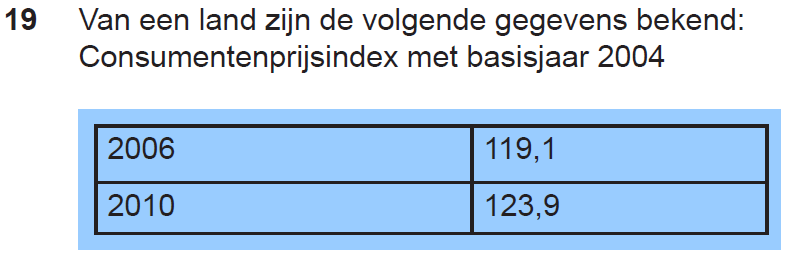 19 Van een land zijn de volgende gegevens bekend:
Consumentenprijsindex met basisjaar 2004
2006 119,1
2010 123,9